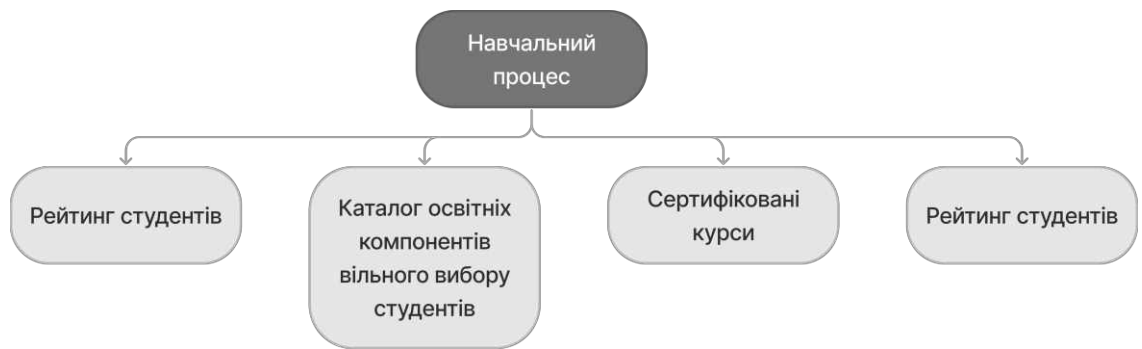 Навчальний
процес
Рейтинг студентів
Каталог освітніх
компонентів
вільного вибору
студентів
Сертифіковані
курси
Рейтинг студентів